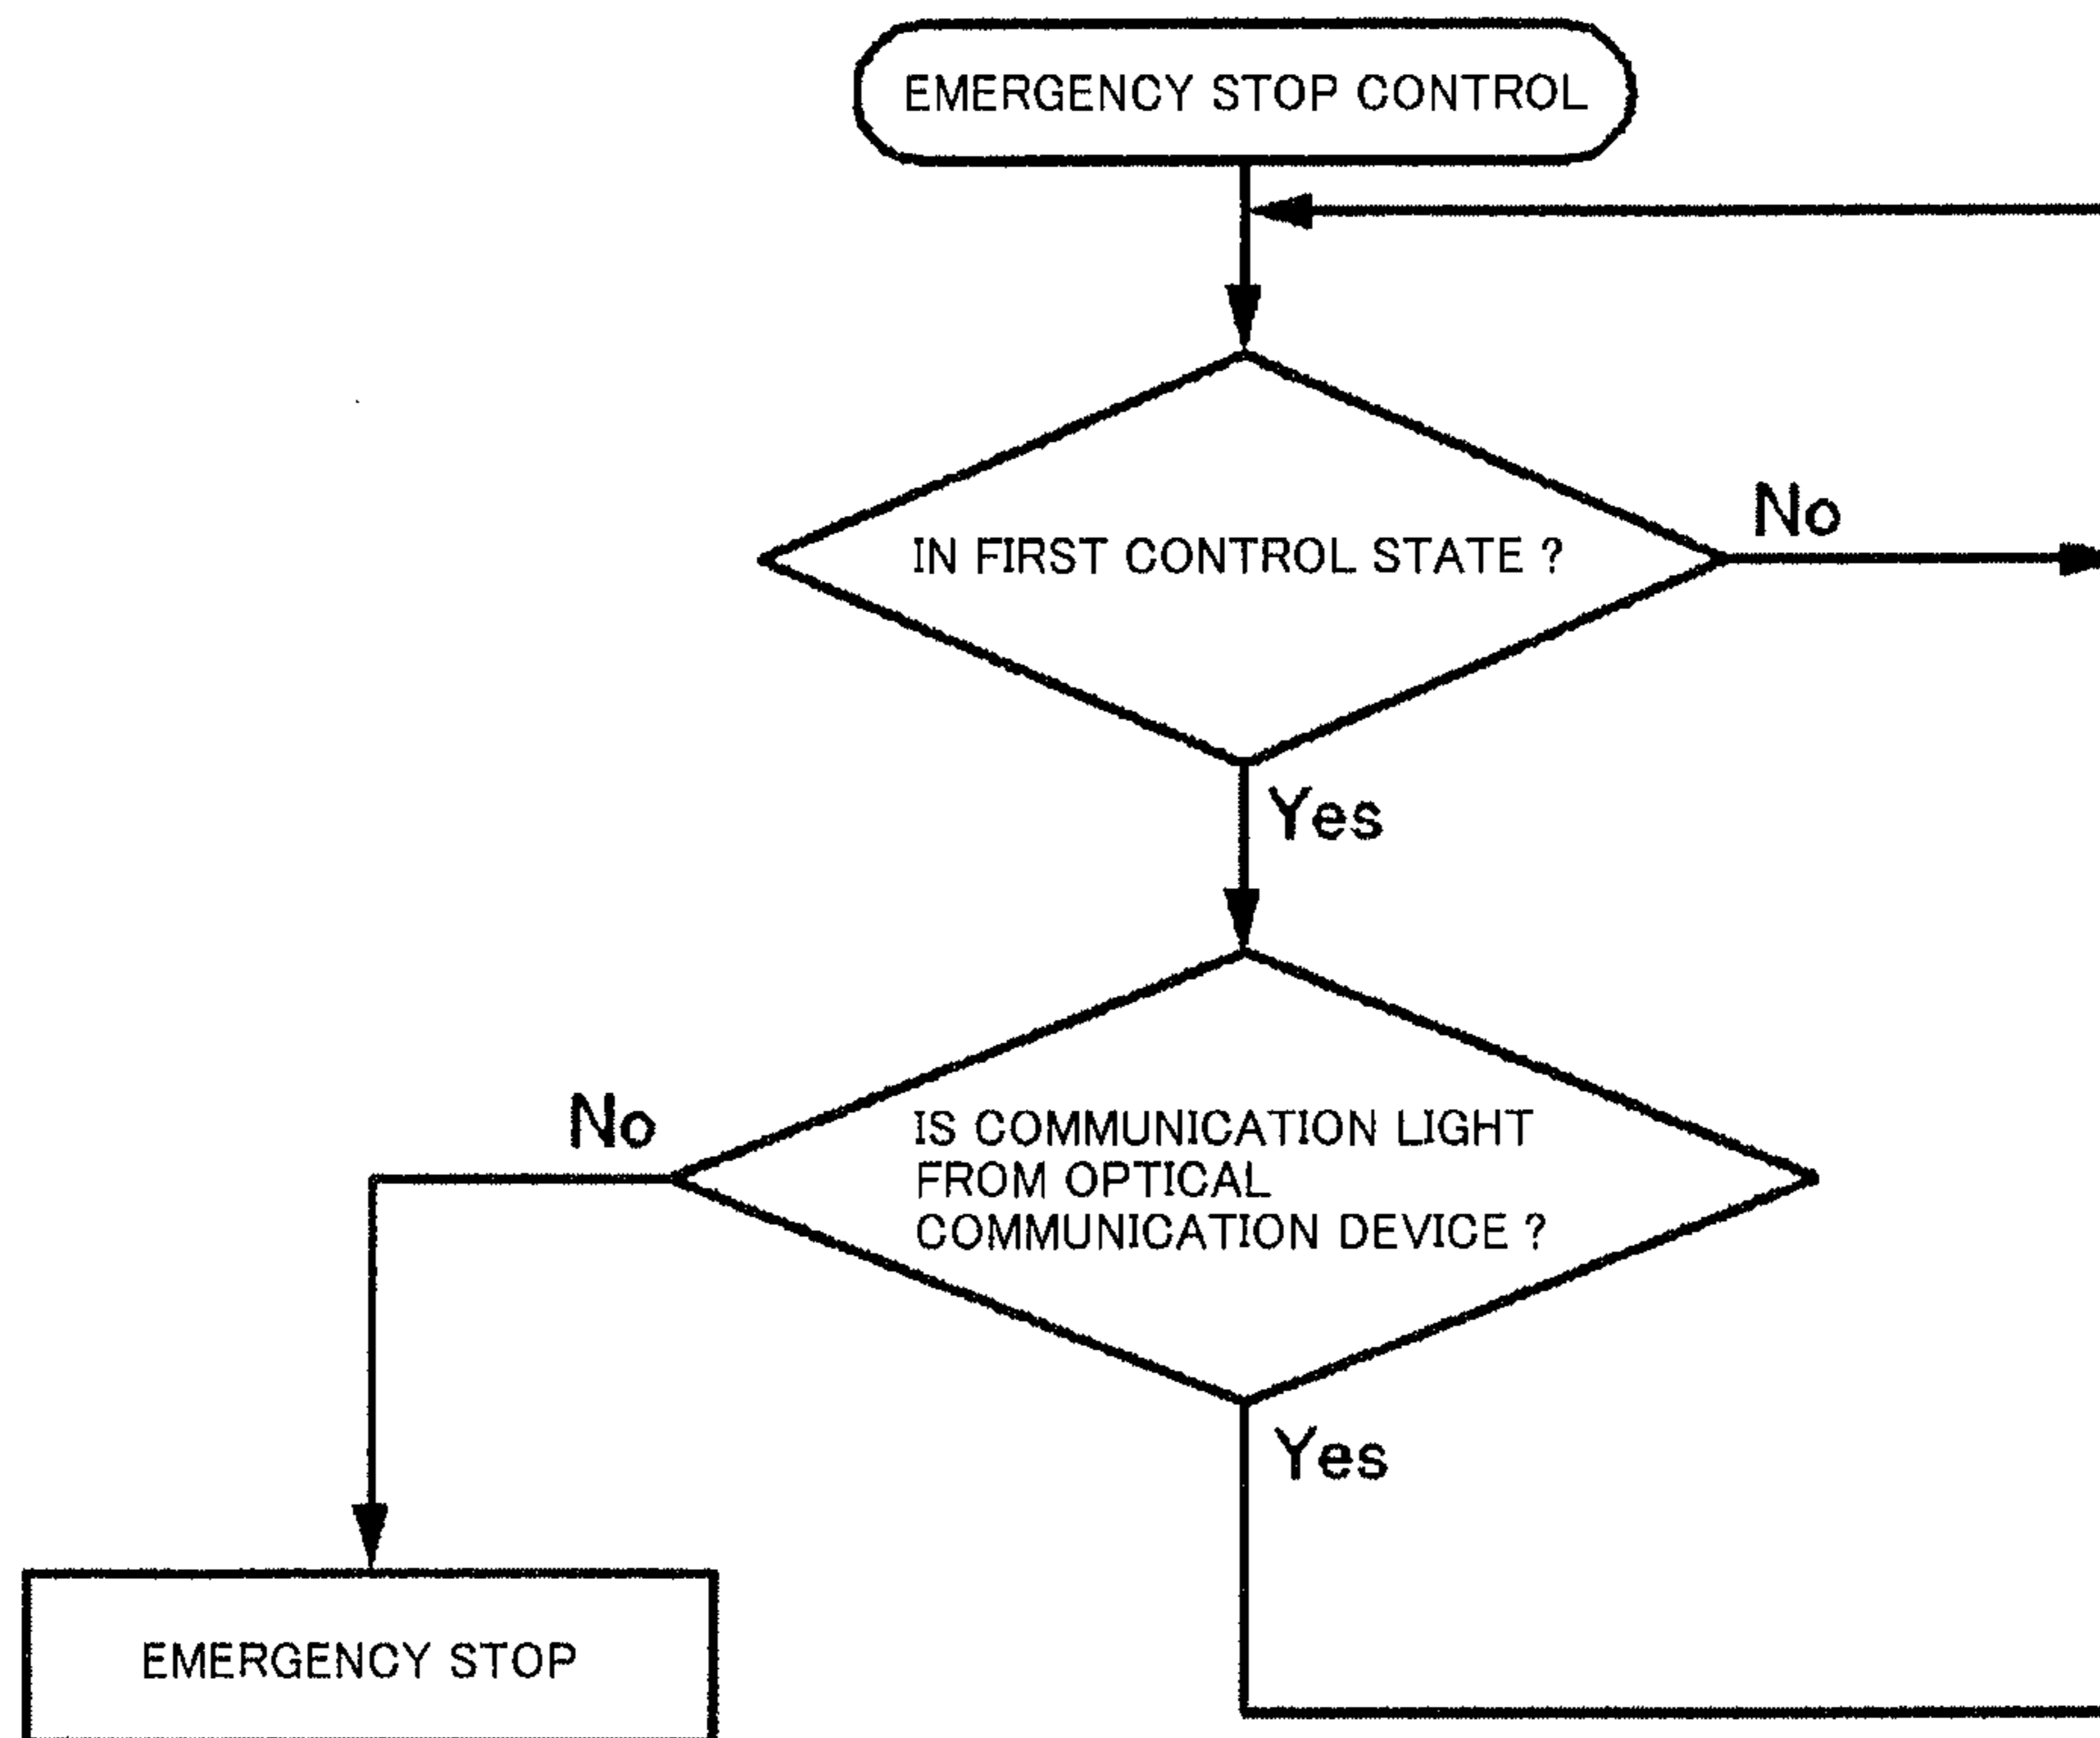 EMERGENCY STOP CONTROL
IN FIRST CONTROL STATE ?
No
Yes
No
IS COMMUNICATION LIGHT
FROM OPTICAL
COMMUNICATION DEVICE ?
Yes
EMERGENCY STOP